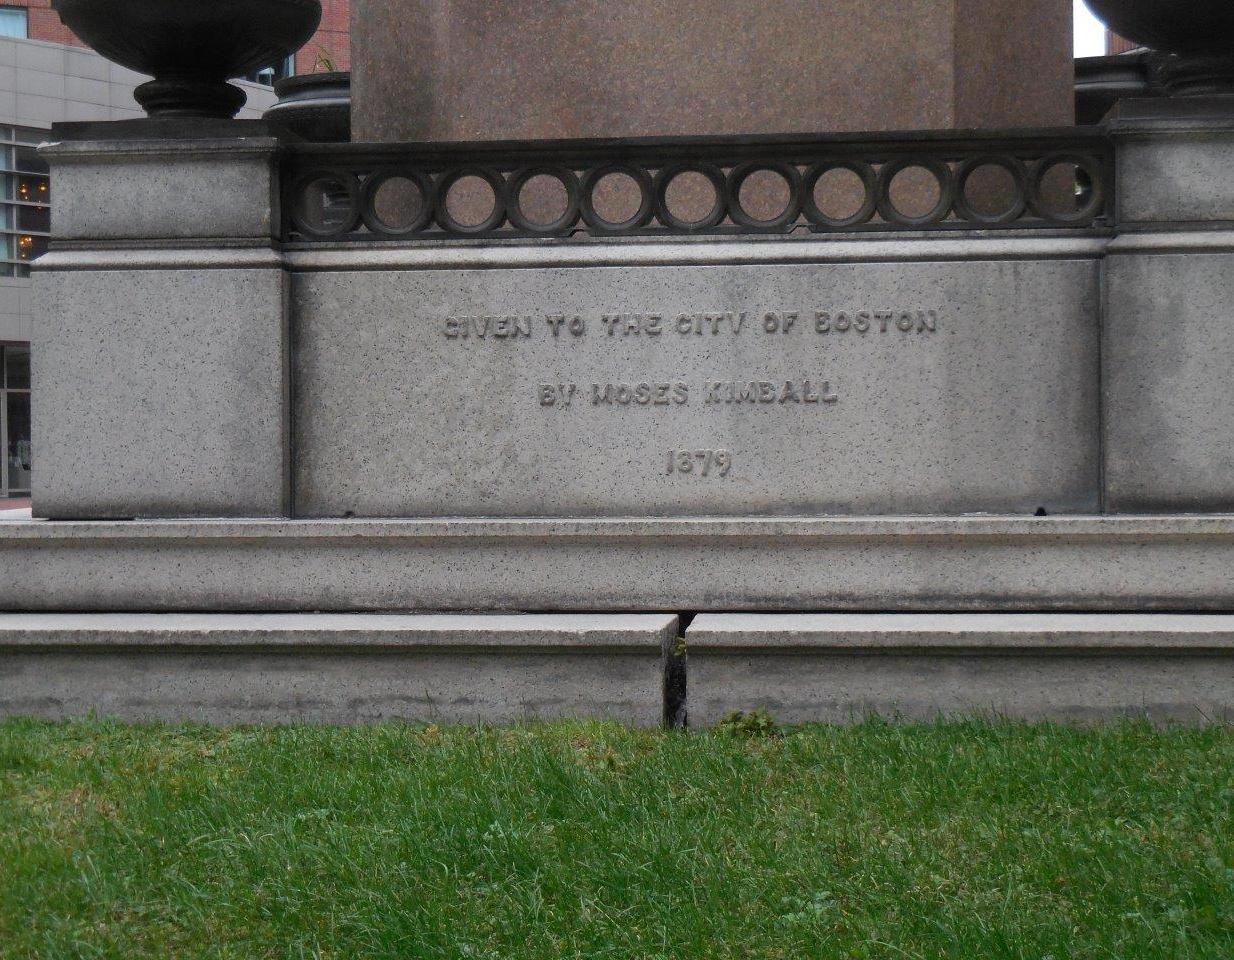 GIVEN TO THE CITY OF BOSTON
BY MOSES KIMBALL
1879